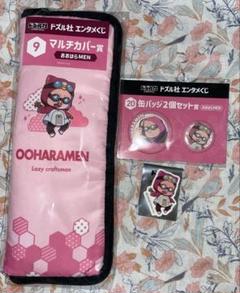 ドズル社 エンタメくじ
9 マルチカバー賞
おおはらMEN
OOHARAMEN
Lazy craftsman
ドズル社 エンタメくじ
20 缶バッジ2個セット賞